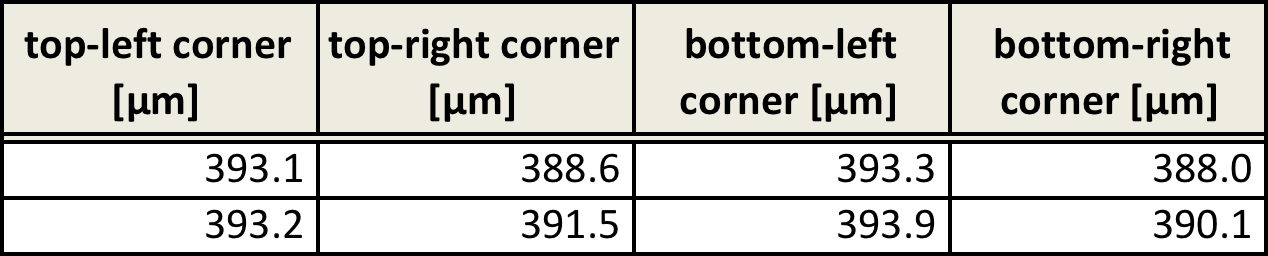 top-left corner [µm] top-right corner [µm] bottom-left corner [µm] bottom-right corner [µm]
393.1 388.6 393.3 388.0
393.2 391.5 393.9 390.1